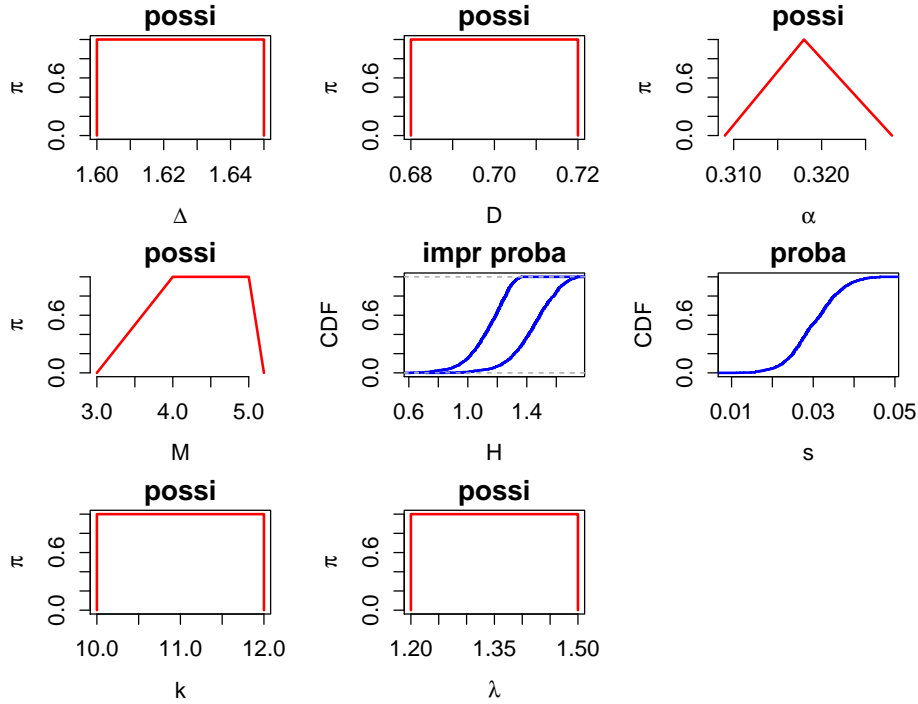 possi
π
0.0 0.6
1.60 1.62 1.64
Δ
possi
π
0.0 0.6
0.68 0.70 0.72
D
possi
π
0.0 0.6
0.310 0.320
α
possi
π
0.0 0.6
3.0 4.0 5.0
M
impr proba
CDF
0.0 0.6
0.6 1.0 1.4
H
proba
CDF
0.0 0.6
0.01 0.03 0.05
s
possi
π
0.0 0.6
10.0 11.0 12.0
k
possi
π
0.0 0.6
1.20 1.35 1.50
λ